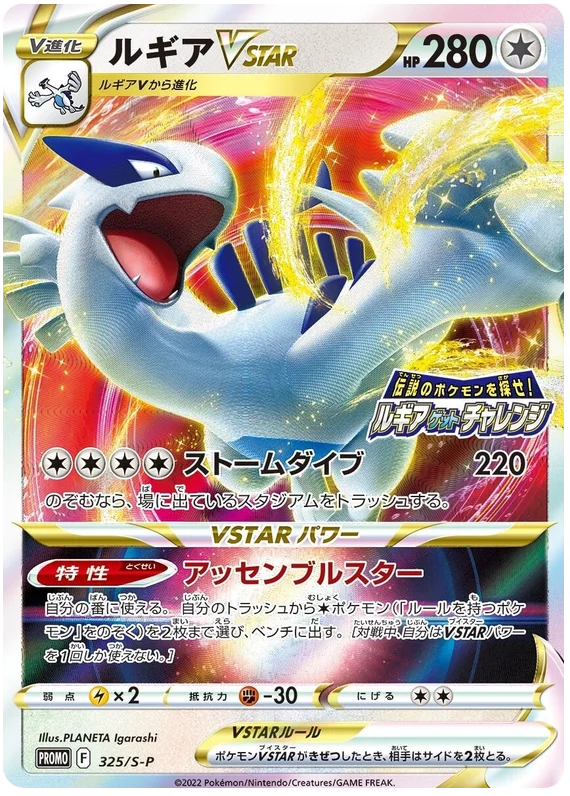 V進化
ルギアVSTAR
HP 280
ルギアVから進化
伝説のポケモンを探せ!
ルギアゲットチャレンジ
ストームダイブ 220
のぞむなら、場に出ているスタジアムをトラッシュする。
VSTARパワー
特性 アッセンブルスター
自分の番に使える。自分のトラッシュからポケモン(「ルールを持つポケ
モン」をのぞく)を2枚まで選び、ベンチに出す。[対戦中、自分はVSTARパワー
を1回しか使えない。]
弱点 ×2 抵抗力 -30 にげる
Illus.PLANETA Igarashi
VSTARルール
ポケモンVSTARがきぜつしたとき、相手はサイドを2枚とる。
PROMO F 325/S-P
©2022 Pokémon/Nintendo/Creatures/GAME FREAK.